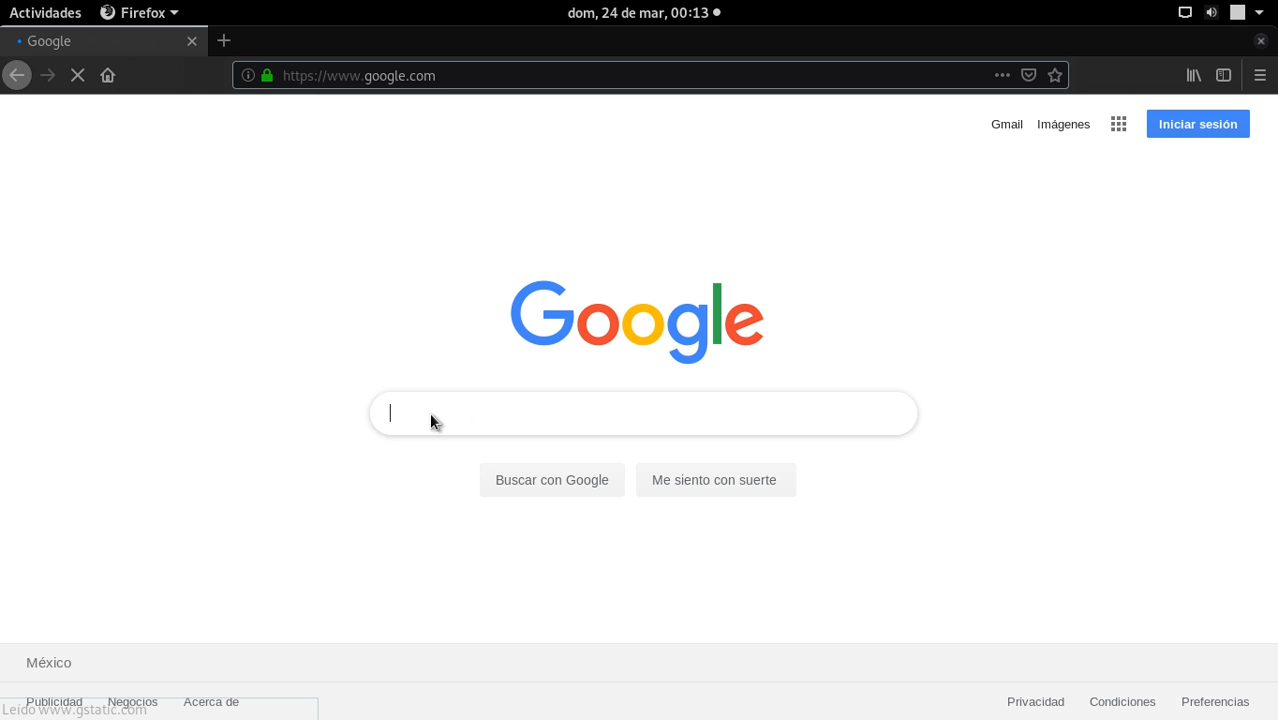 Actividades Firefox dom, 24 de mar, 00:13
Google
https://www.google.com
Gmail Imágenes Iniciar sesión
Google
Buscar con Google Me siento con suerte
México
Publicidad Negocios Acerca de Privacidad Condiciones Preferencias
Leído www.gstatic.com